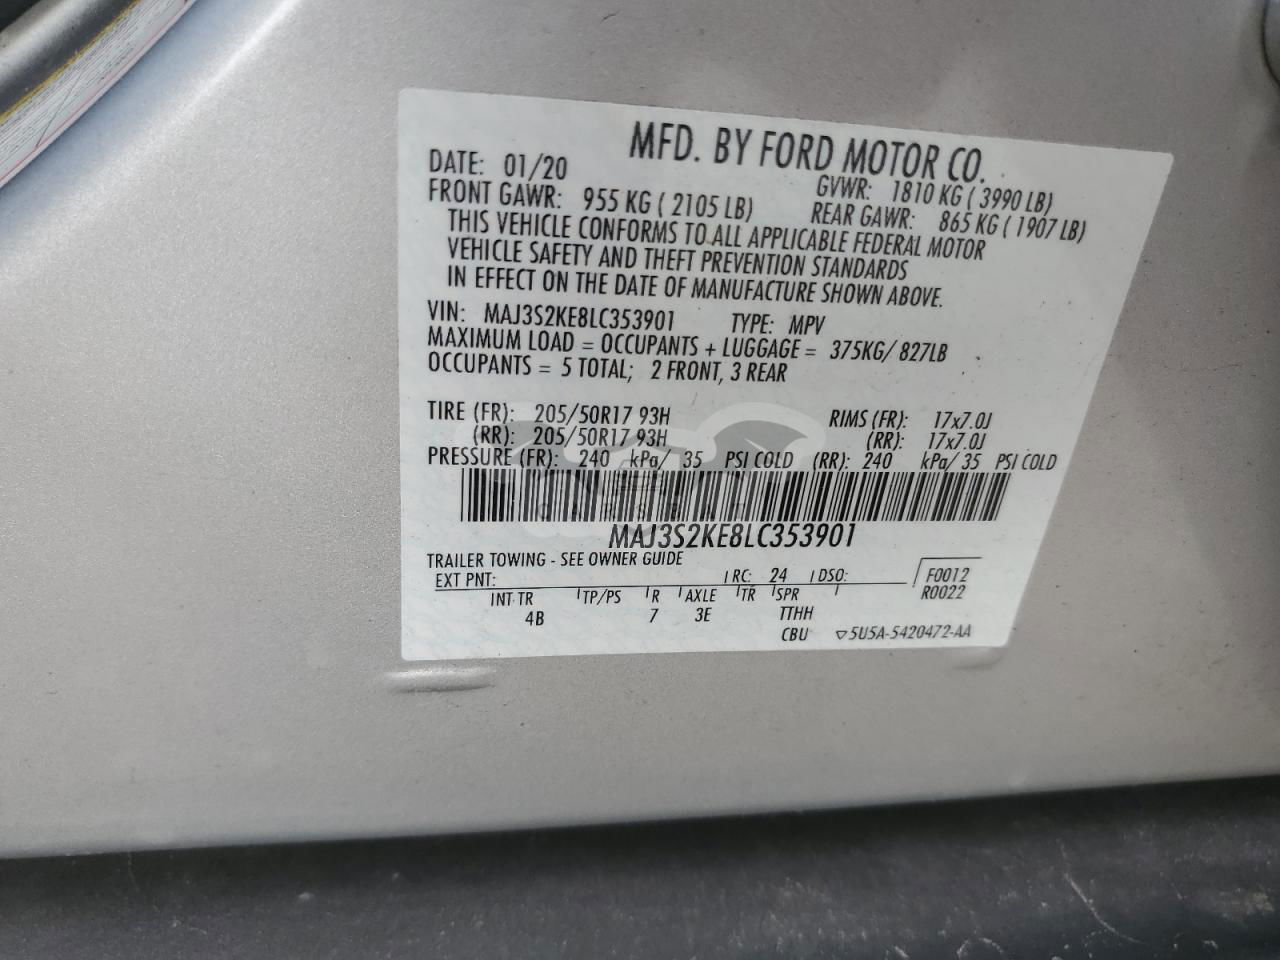 MFD. BY FORD MOTOR CO.
DATE: 01/20 GVWR: 1810 KG ( 3990 LB)
FRONT GAWR: 955 KG ( 2105 LB) REAR GAWR: 865 KG ( 1907 LB)
THIS VEHICLE CONFORMS TO ALL APPLICABLE FEDERAL MOTOR
VEHICLE SAFETY AND THEFT PREVENTION STANDARDS
IN EFFECT ON THE DATE OF MANUFACTURE SHOWN ABOVE.
VIN: MAJ3S2KE8LC353901 TYPE: MPV
MAXIMUM LOAD = OCCUPANTS + LUGGAGE = 375KG/ 827LB
OCCUPANTS = 5 TOTAL; 2 FRONT, 3 REAR
TIRE (FR): 205/50R17 93H RIMS (FR): 17x7.0J
(RR): 205/50R17 93H (RR): 17x7.0J
PRESSURE (FR): 240 kPa/ 35 PSI COLD (RR): 240 kPa/ 35 PSI COLD
MAJ3S2KE8LC353901
TRAILER TOWING - SEE OWNER GUIDE
EXT PNT: RC: 24 DSO: F0012
R0022
INT TR TP/PS R AXLE TR SPR
4B 7 3E TTHH
CBU ▽5U5A-5420472-AA